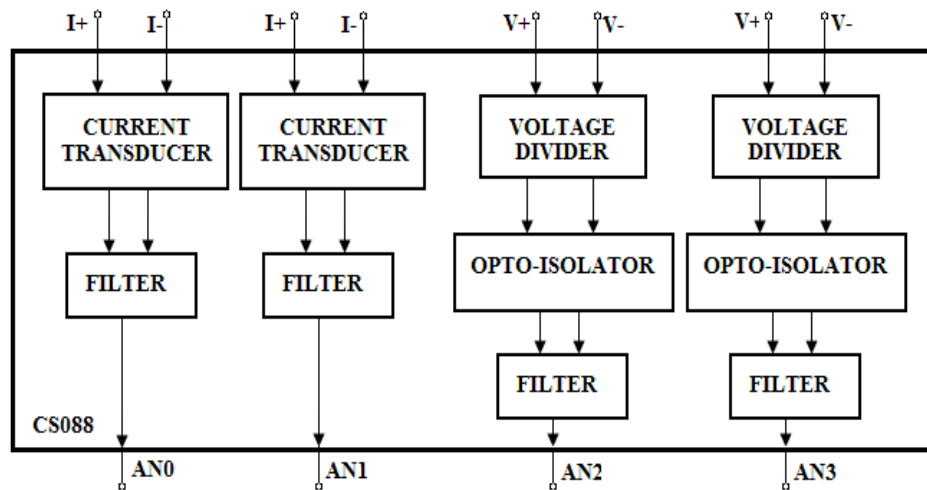 I+ I- I+ I- V+ V- V+ V-
CURRENT
TRANSDUCER
CURRENT
TRANSDUCER
VOLTAGE
DIVIDER
VOLTAGE
DIVIDER
OPTO-ISOLATOR
OPTO-ISOLATOR
FILTER
FILTER
FILTER
FILTER
CS088
AN0 AN1 AN2 AN3